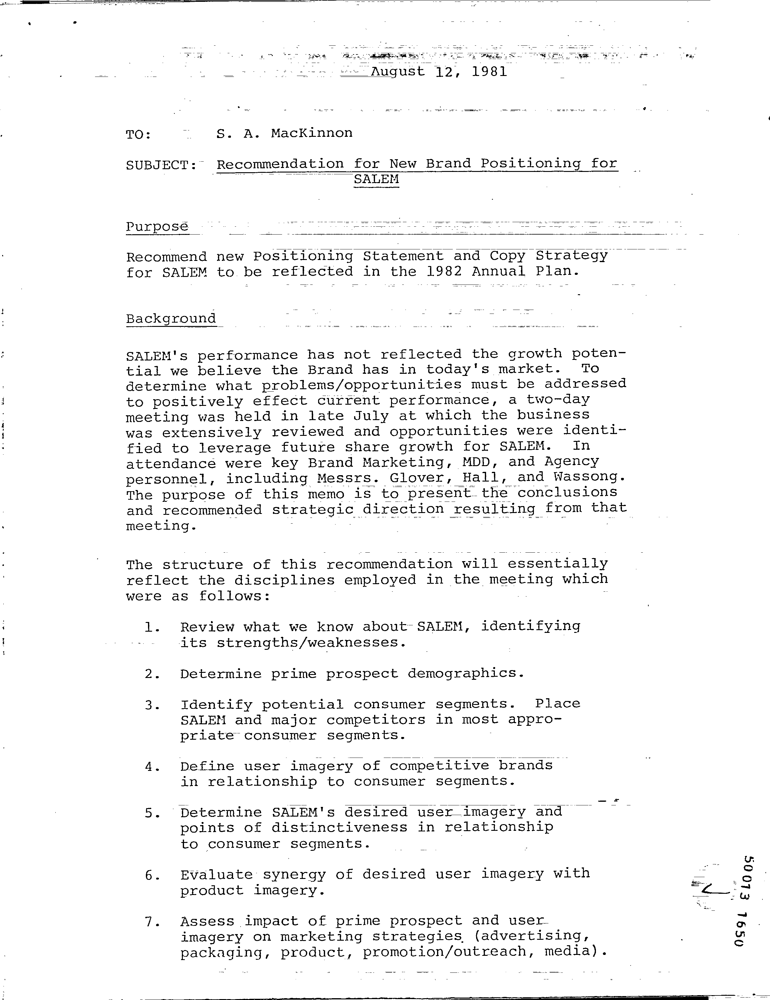 August 12, 1981
TO: S. A. MacKinnon
SUBJECT: Recommendation for New Brand Positioning for
SALEM
Purpose
Recommend new Positioning Statement and Copy Strategy
for SALEM to be reflected in the 1982 Annual Plan.
Background
SALEM's performance has not reflected the growth poten-
tial we believe the Brand has in today's market. To
determine what problems/opportunities must be addressed
to positively effect current performance, a two-day
meeting was held in late July at which the business
was extensively reviewed and opportunities were identi-
fied to leverage future share growth for SALEM. In
attendance were key Brand Marketing, MDD, and Agency
personnel, including Messrs. Glover, Hall, and Wassong.
The purpose of this memo is to present the conclusions
and recommended strategic direction resulting from that
meeting.
The structure of this recommendation will essentially
reflect the disciplines employed in the meeting which
were as follows:
1. Review what we know about SALEM, identifying
its strengths/weaknesses.
2. Determine prime prospect demographics.
3. Identify potential consumer segments. Place
SALEM and major competitors in most appro-
priate consumer segments.
4. Define user imagery of competitive brands
in relationship to consumer segments.
5. Determine SALEM's desired user imagery and
points of distinctiveness in relationship
to consumer segments.
6. Evaluate synergy of desired user imagery with
product imagery.
7. Assess impact of prime prospect and user
imagery on marketing strategies (advertising,
packaging, product, promotion/outreach, media).
50013 1650